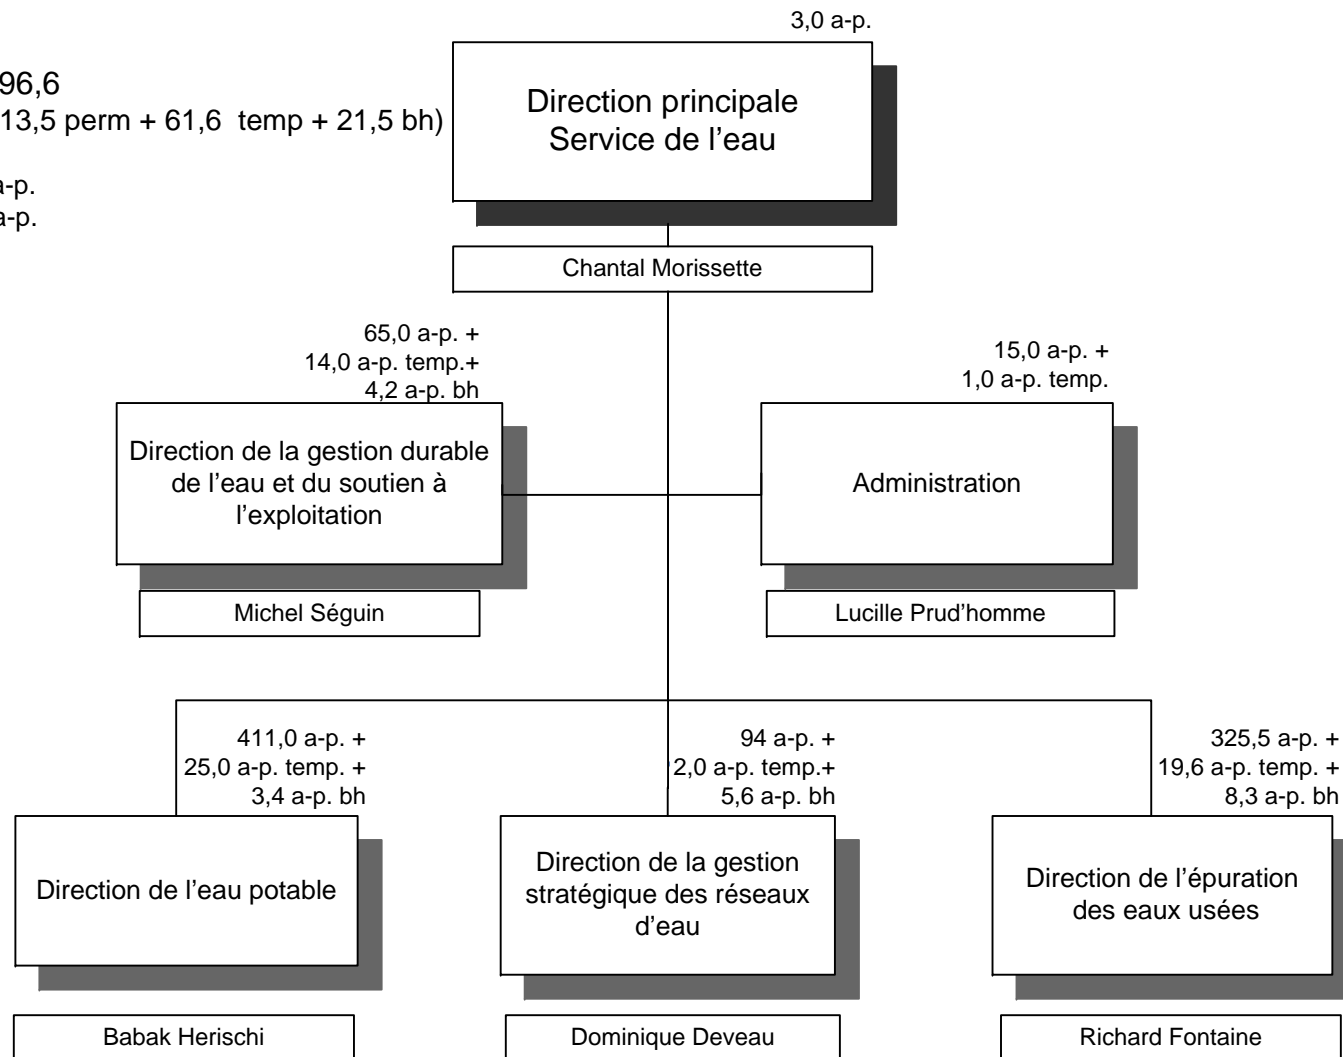 3,0 a-p.
96,6
13,5 perm + 61,6 temp + 21,5 bh)
a-p.
a-p.
Direction principale
Service de l’eau
Chantal Morissette
65,0 a-p. +
14,0 a-p. temp.+
4,2 a-p. bh
Direction de la gestion durable
de l’eau et du soutien à
l’exploitation
Michel Séguin
15,0 a-p. +
1,0 a-p. temp.
Administration
Lucille Prud’homme
411,0 a-p. +
25,0 a-p. temp. +
3,4 a-p. bh
Direction de l’eau potable
Babak Herischi
94 a-p. +
2,0 a-p. temp.+
5,6 a-p. bh
Direction de la gestion
stratégique des réseaux
d’eau
Dominique Deveau
325,5 a-p. +
19,6 a-p. temp. +
8,3 a-p. bh
Direction de l’épuration
des eaux usées
Richard Fontaine